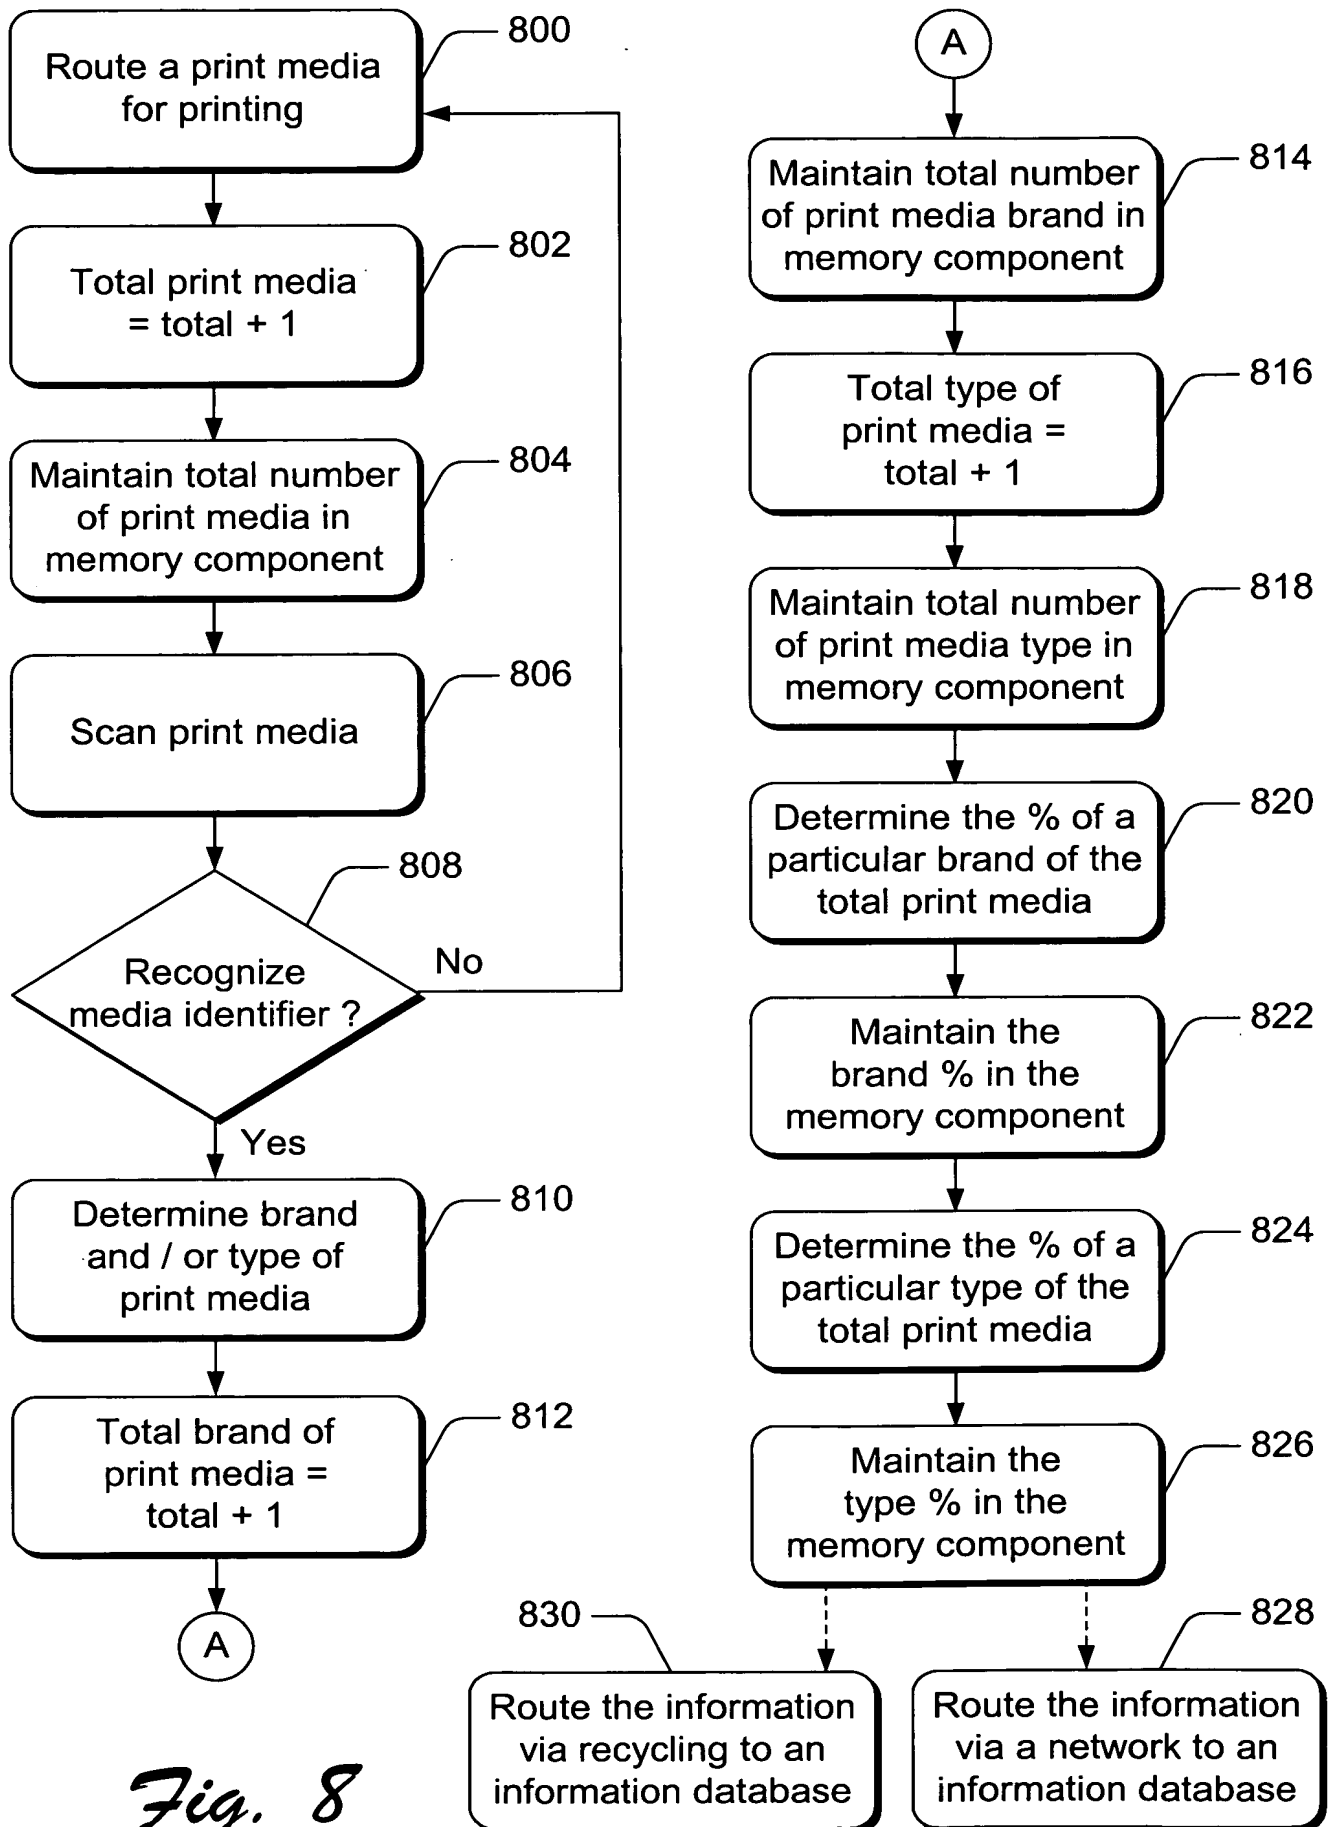 Route a print media
for printing
800
Total print media
= total + 1
802
Maintain total number
of print media in
memory component
804
Scan print media
806
Recognize
media identifier ?
808
No
Yes
Determine brand
and / or type of
print media
810
Total brand of
print media =
total + 1
812
A
A
Maintain total number
of print media brand in
memory component
814
Total type of
print media =
total + 1
816
Maintain total number
of print media type in
memory component
818
Determine the % of a
particular brand of the
total print media
820
Maintain the
brand % in the
memory component
822
Determine the % of a
particular type of the
total print media
824
Maintain the
type % in the
memory component
826
830
Route the information
via recycling to an
information database
828
Route the information
via a network to an
information database
Fig. 8